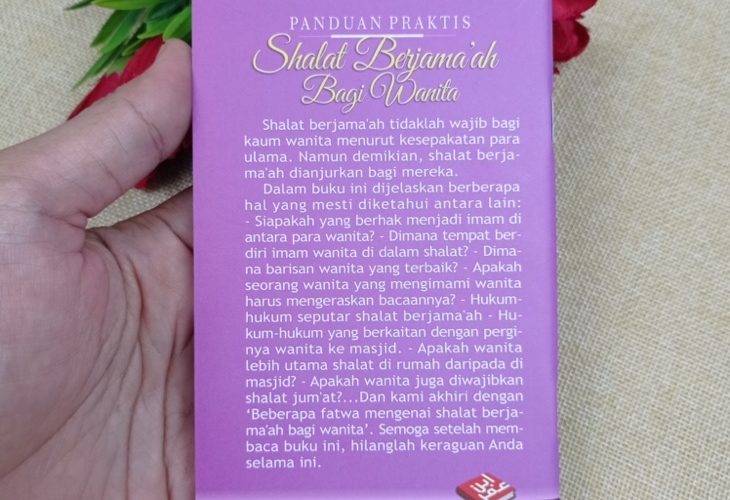 PANDUAN PRAKTIS
Shalat Berjama'ah
Bagi Wanita
Shalat berjama'ah tidaklah wajib bagi
kaum wanita menurut kesepakatan para
ulama. Namun demikian, shalat berja-
ma'ah dianjurkan bagi mereka.
Dalam buku ini dijelaskan berberapa
hal yang mesti diketahui antara lain:
- Siapakah yang berhak menjadi imam di
antara para wanita? - Dimana tempat ber-
diri imam wanita di dalam shalat? - Dima-
na barisan wanita yang terbaik? - Apakah
seorang wanita yang mengimami wanita
harus mengeraskan bacaannya? - Hukum-
hukum seputar shalat berjama'ah - Hu-
kum-hukum yang berkaitan dengan pergi-
nya wanita ke masjid. - Apakah wanita
lebih utama shalat di rumah daripada di
masjid? - Apakah wanita juga diwajibkan
shalat jum'at?...Dan kami akhiri dengan
‘Beberapa fatwa mengenai shalat berja-
ma'ah bagi wanita’. Semoga setelah mem-
baca buku ini, hilanglah keraguan Anda
selama ini.